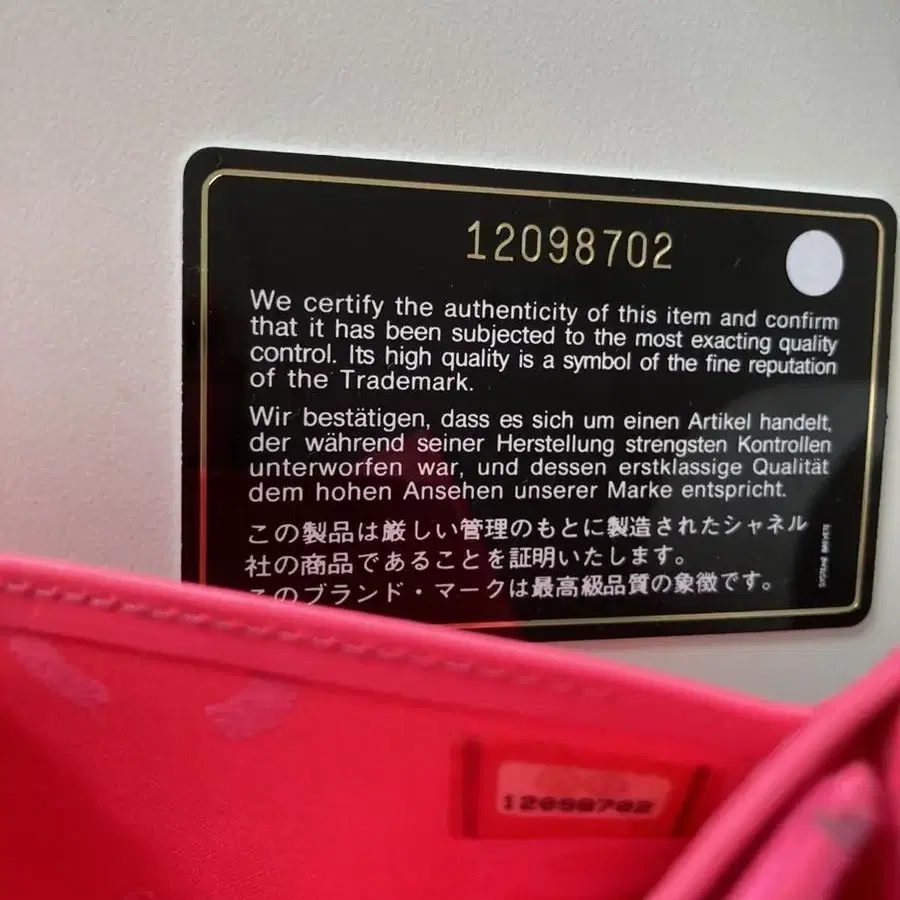 12098702
We certify the authenticity of this item and confirm
that it has been subjected to the most exacting quality
control. Its high quality is a symbol of the fine reputation
of the Trademark.
Wir bestätigen, dass es sich um einen Artikel handelt,
der während seiner Herstellung strengsten Kontrollen
unterworfen war, und dessen erstklassige Qualität
dem hohen Ansehen unserer Marke entspricht.
この製品は厳しい管理のもとに製造されたシャネル
社の商品であることを証明いたします。
このブランド・マークは最高級品質の象徴です。
12098702